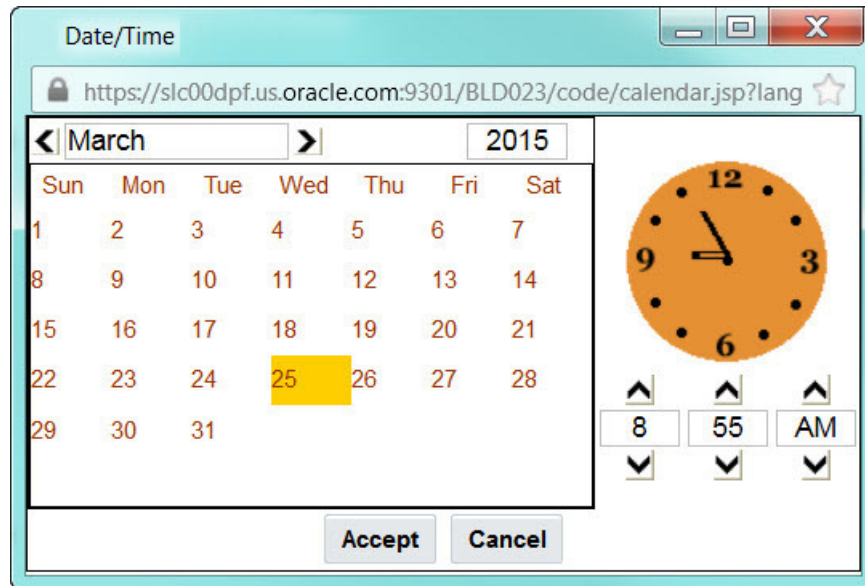 Date/Time
https://slc00dpf.us.oracle.com:9301/BLD023/code/calendar.jsp?lang
March 2015
Sun Mon Tue Wed Thu Fri Sat
1 2 3 4 5 6 7
8 9 10 11 12 13 14
15 16 17 18 19 20 21
22 23 24 25 26 27 28
29 30 31
12
9 3
6
8 55 AM
Accept Cancel